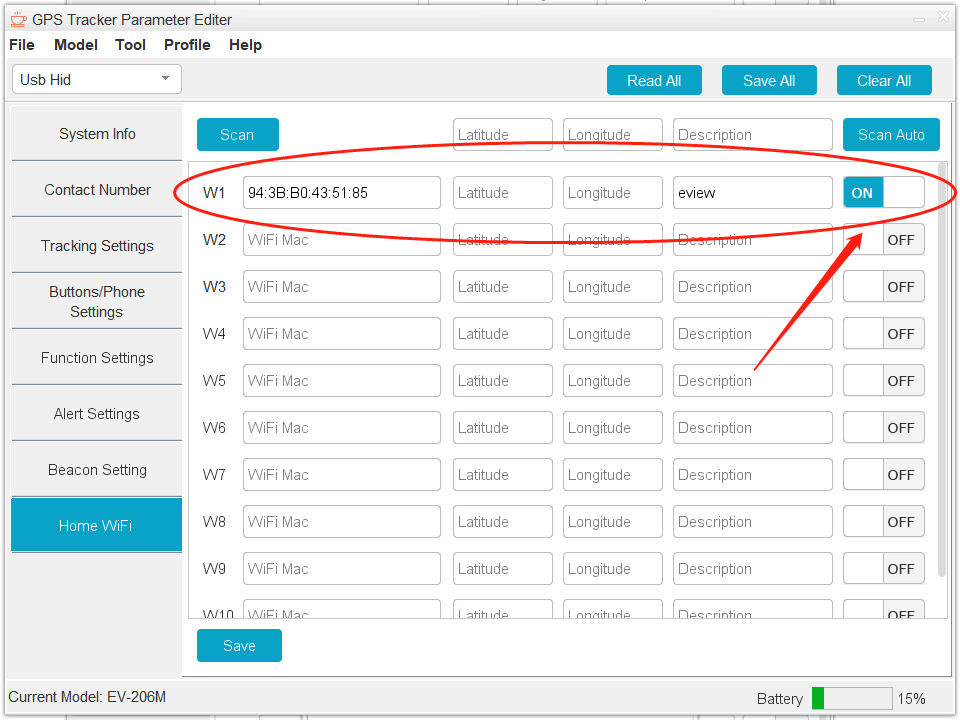 GPS Tracker Parameter Editer
File Model Tool Profile Help
Usb Hid Read All Save All Clear All
System Info
Contact Number
Tracking Settings
Buttons/Phone
Settings
Function Settings
Alert Settings
Beacon Setting
Home WiFi
Scan Latitude Longitude Description Scan Auto
W1 94:3B:B0:43:51:85 Latitude Longitude eview ON
W2 WiFi Mac Latitude Longitude Description OFF
W3 WiFi Mac Latitude Longitude Description OFF
W4 WiFi Mac Latitude Longitude Description OFF
W5 WiFi Mac Latitude Longitude Description OFF
W6 WiFi Mac Latitude Longitude Description OFF
W7 WiFi Mac Latitude Longitude Description OFF
W8 WiFi Mac Latitude Longitude Description OFF
W9 WiFi Mac Latitude Longitude Description OFF
W10 WiFi Mac Latitude Longitude Description OFF
Save
Current Model: EV-206M Battery 15%